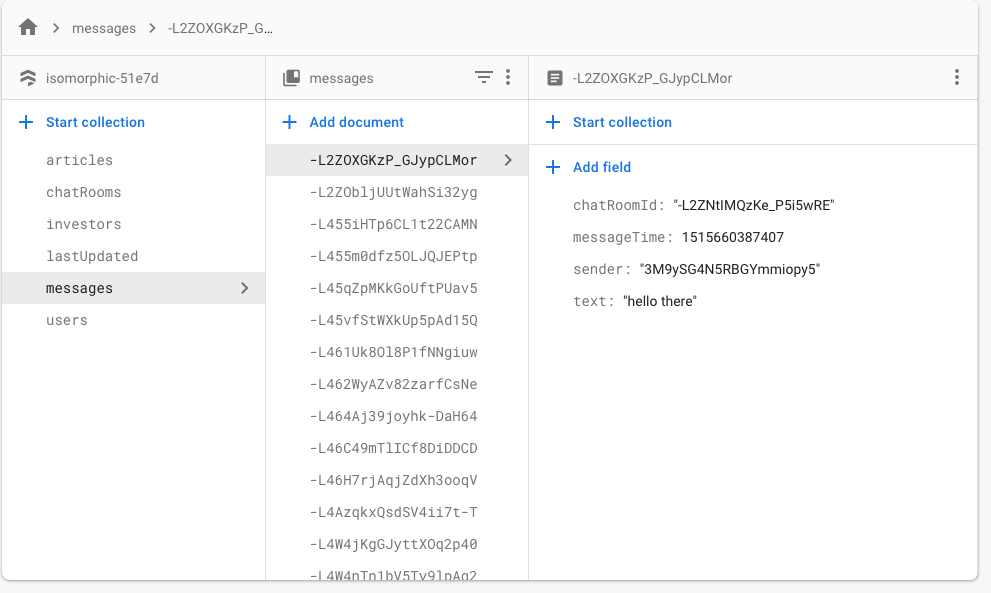 messages
-L2ZOXGKzP_G...
isomorphic-51e7d
messages
-L2ZOXGKzP_GJypCLMor
Start collection
Add document
Start collection
articles
chatRooms
investors
lastUpdated
messages
users
-L2ZOXGKzP_GJypCLMor
-L2ZObljUUtWahSi32yg
-L455iHTp6CL1t22CAMN
-L455m0dfz5OLJQJEPtp
-L45qZpMKkGoUftPUav5
-L45vfStWXkUp5pAd15Q
-L461Uk8Ol8P1fNNgiuw
-L462WyAZv82zarfCsNe
-L464Aj39joyhk-DaH64
-L46C49mTlICf8DiDDCD
-L46H7rjAqjZdXh3ooqV
-L4AzqkxQsdSV4ii7t-T
-L4W4jKgGJyttXOq2p40
-L4W4nTn1bV5Ty9lpAq2
Add field
chatRoomId: "-L2ZNtIMQzKe_P5i5wRE"
messageTime: 1515660387407
sender: "3M9ySG4N5RBGYmmiopy5"
text: "hello there"